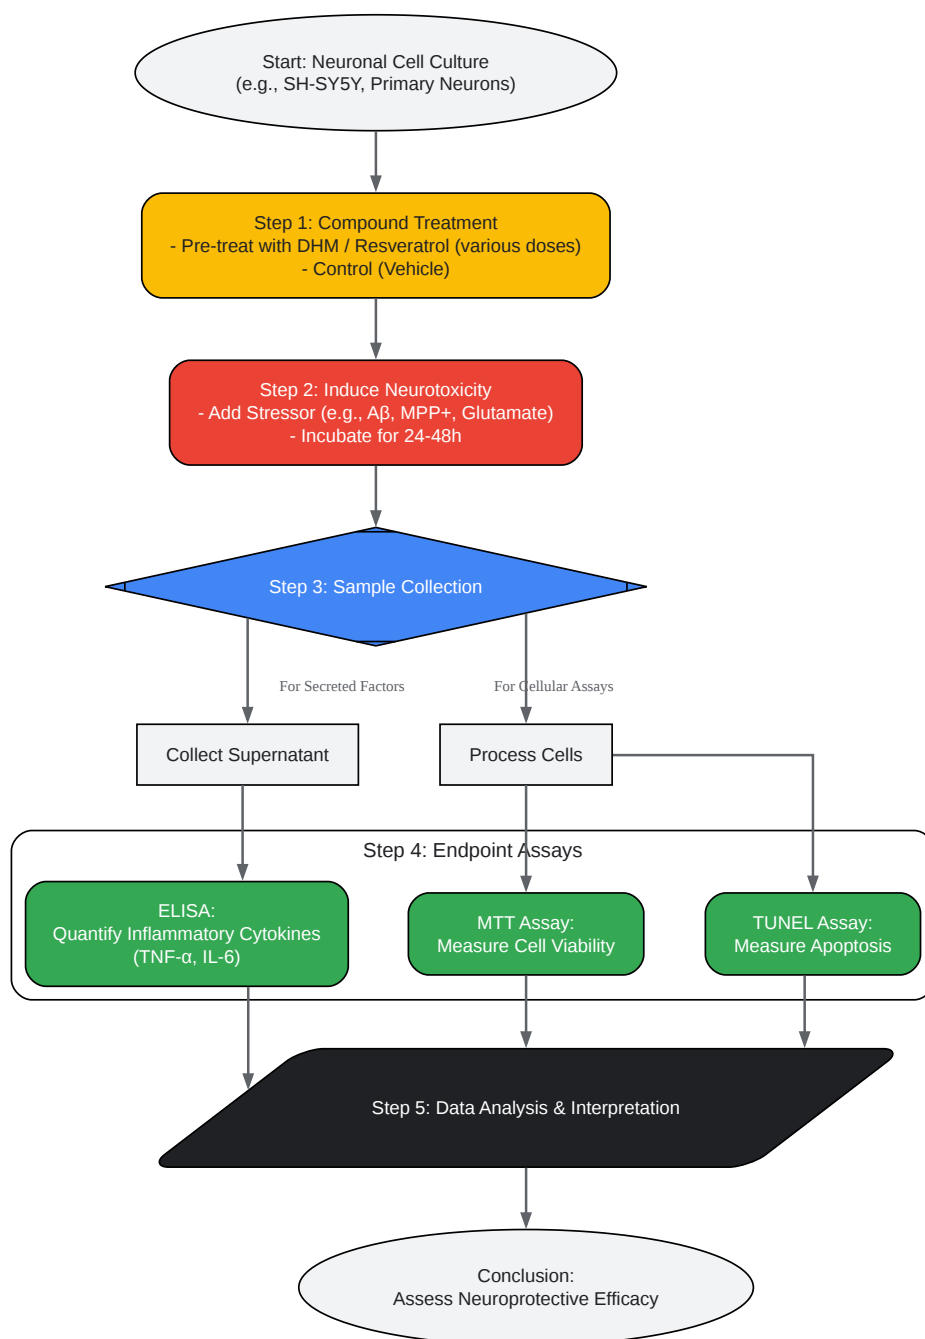 Start: Neuronal Cell Culture
(e.g., SH-SY5Y, Primary Neurons)
Step 1: Compound Treatment
- Pre-treat with DHM / Resveratrol (various doses)
- Control (Vehicle)
Step 2: Induce Neurotoxicity
- Add Stressor (e.g., Aβ, MPP+, Glutamate)
- Incubate for 24-48h
Step 3: Sample Collection
For Secreted Factors
For Cellular Assays
Collect Supernatant
Process Cells
Step 4: Endpoint Assays
ELISA:
Quantify Inflammatory Cytokines
(TNF-α, IL-6)
MTT Assay:
Measure Cell Viability
TUNEL Assay:
Measure Apoptosis
Step 5: Data Analysis & Interpretation
Conclusion:
Assess Neuroprotective Efficacy